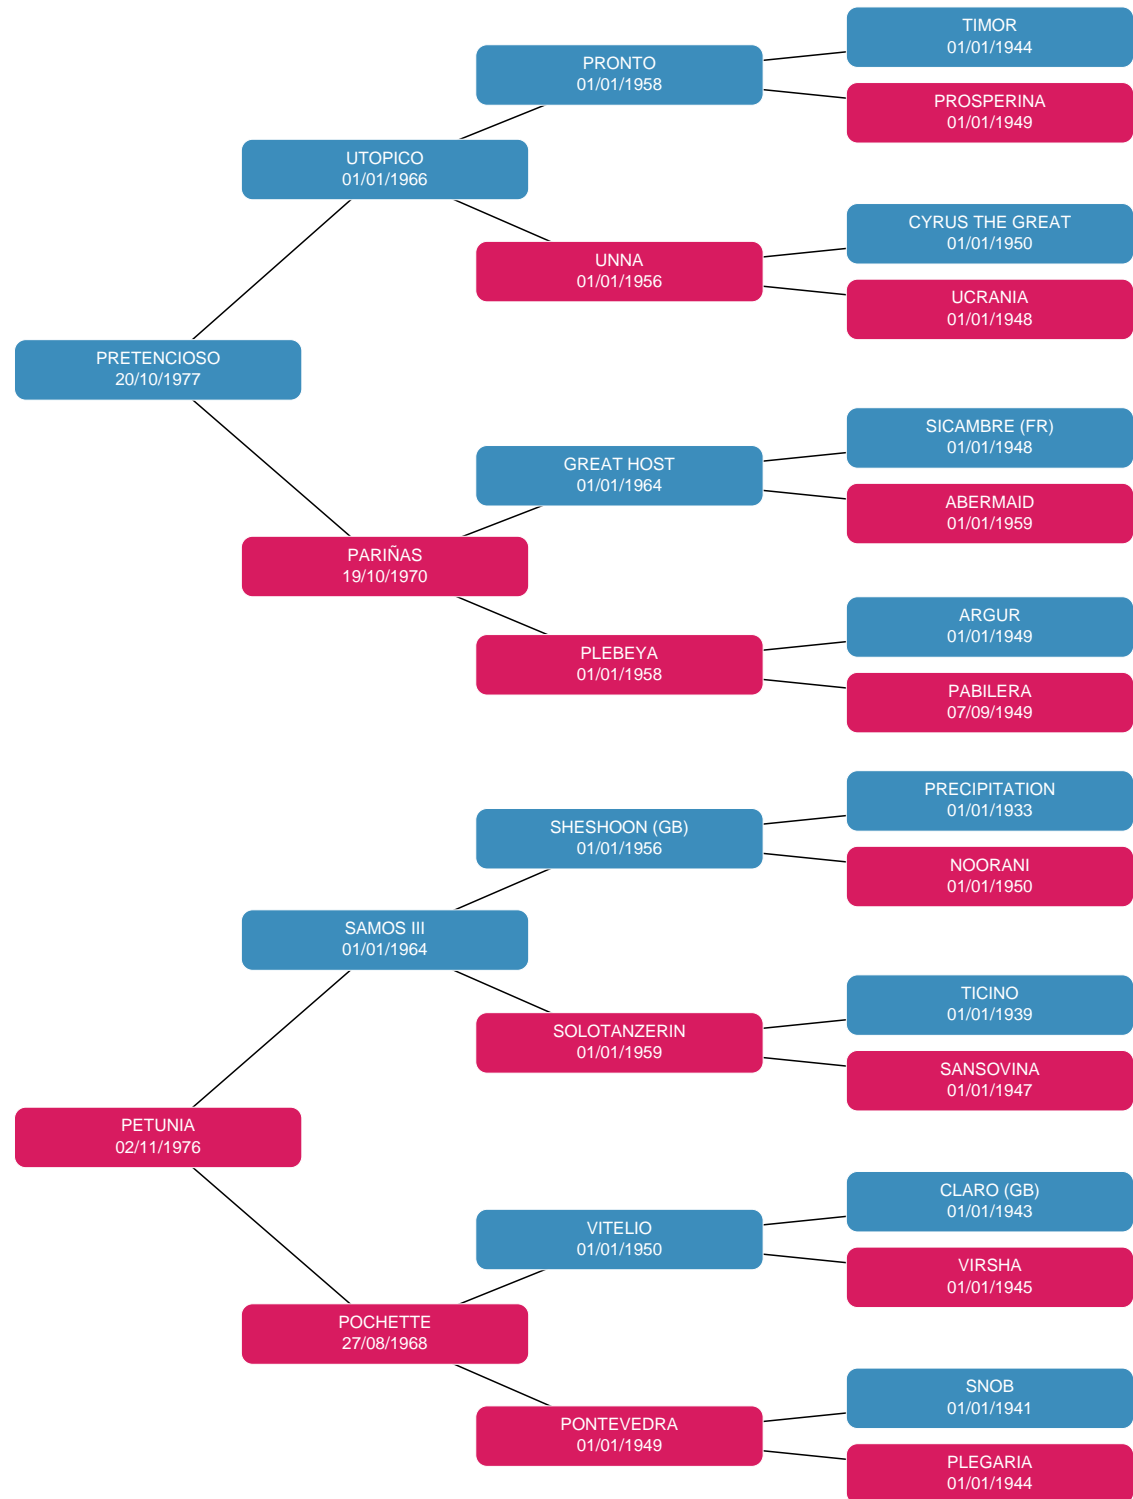 TIMOR
01/01/1944
PRONTO
01/01/1958
PROSPERINA
01/01/1949
UTOPICO
01/01/1966
CYRUS THE GREAT
01/01/1950
UNNA
01/01/1956
UCRANIA
01/01/1948
PRETENCIOSO
20/10/1977
SICAMBRE (FR)
01/01/1948
GREAT HOST
01/01/1964
ABERMAID
01/01/1959
PARIÑAS
19/10/1970
ARGUR
01/01/1949
PLEBEYA
01/01/1958
PABILERA
07/09/1949
PRECIPITATION
01/01/1933
SHESHOON (GB)
01/01/1956
NOORANI
01/01/1950
SAMOS III
01/01/1964
TICINO
01/01/1939
SOLOTANZERIN
01/01/1959
SANSOVINA
01/01/1947
PETUNIA
02/11/1976
CLARO (GB)
01/01/1943
VITELIO
01/01/1950
VIRSHA
01/01/1945
POCHETTE
27/08/1968
SNOB
01/01/1941
PONTEVEDRA
01/01/1949
PLEGARIA
01/01/1944